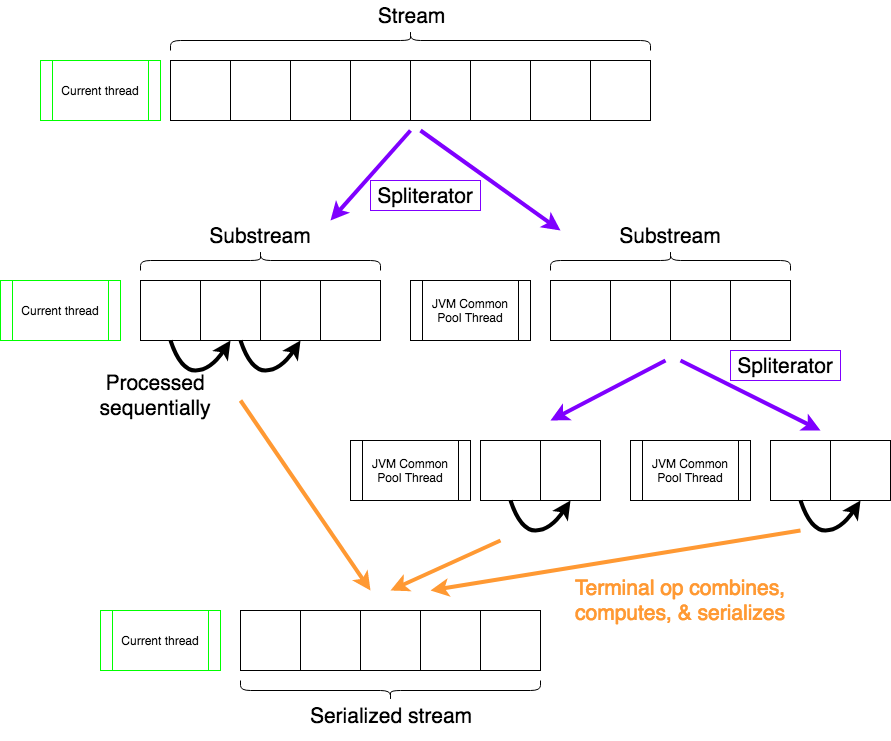 Stream
Current thread
Spliterator
Substream
Substream
Current thread
JVM Common
Pool Thread
Processed
sequentially
Spliterator
JVM Common
Pool Thread
JVM Common
Pool Thread
Terminal op combines,
computes, & serializes
Current thread
Serialized stream